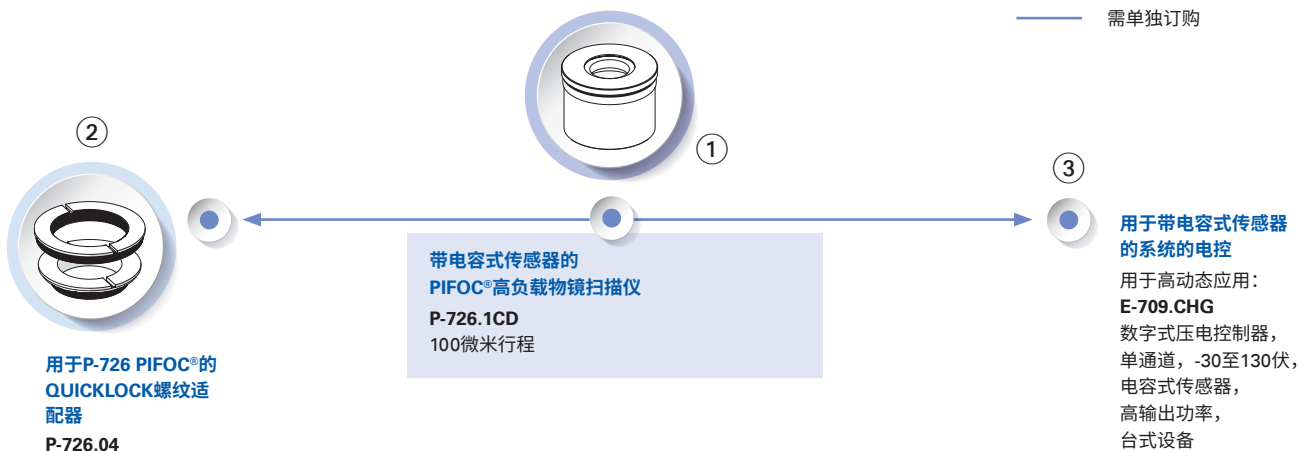 需单独订购
①
②
③
带电容式传感器的
PIFOC®高负载物镜扫描仪
P-726.1CD
100微米行程
用于P-726 PIFOC®的
QUICKLOCK螺纹适
配器
P-726.04
用于带电容式传感器
的系统的电控
用于高动态应用：
E-709.CHG
数字式压电控制器，
单通道，-30至130伏，
电容式传感器，
高输出功率，
台式设备